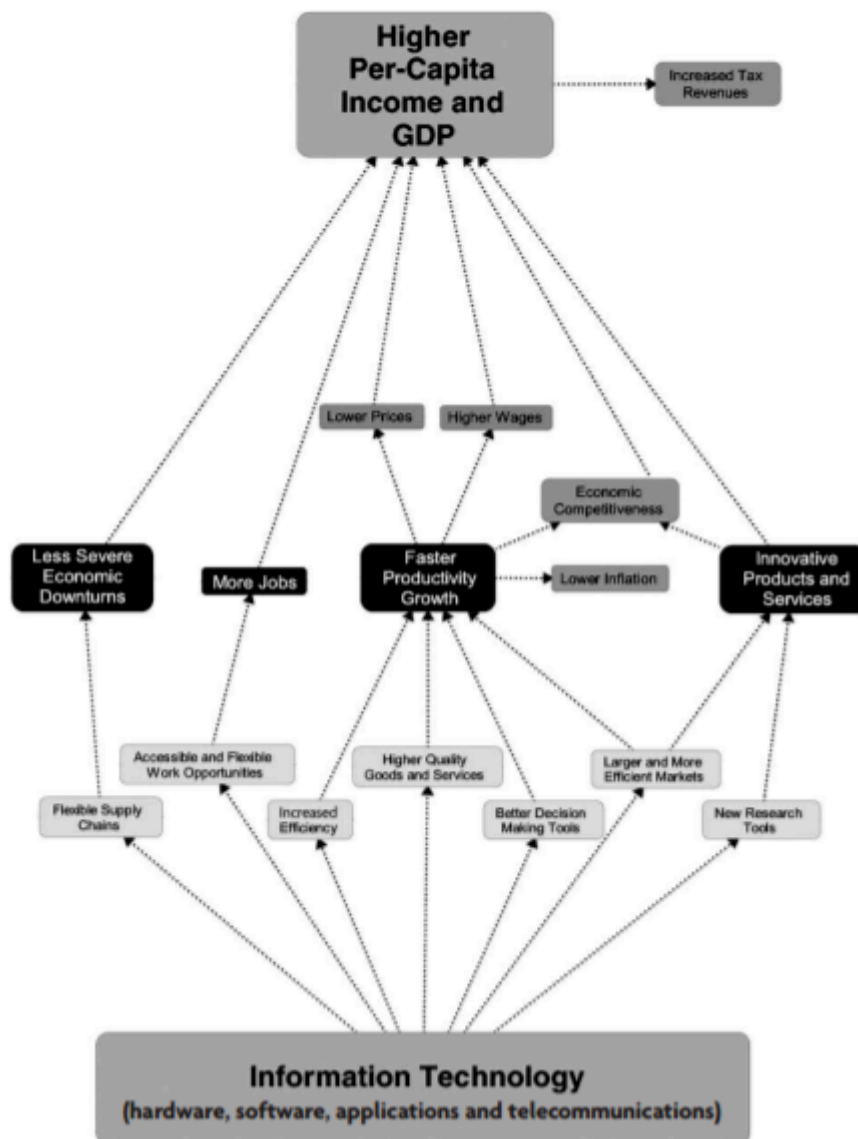 Higher
Per-Capita
Income and
GDP
Increased Tax
Revenues
Lower Prices
Higher Wages
Economic
Competitiveness
Less Severe
Economic
Downturns
More Jobs
Faster
Productivity
Growth
Lower Inflation
Innovative
Products and
Services
Accessible and Flexible
Work Opportunities
Higher Quality
Goods and Services
Larger and More
Efficient Markets
Flexible Supply
Chains
Increased
Efficiency
Better Decision
Making Tools
New Research
Tools
Information Technology
(hardware, software, applications and telecommunications)